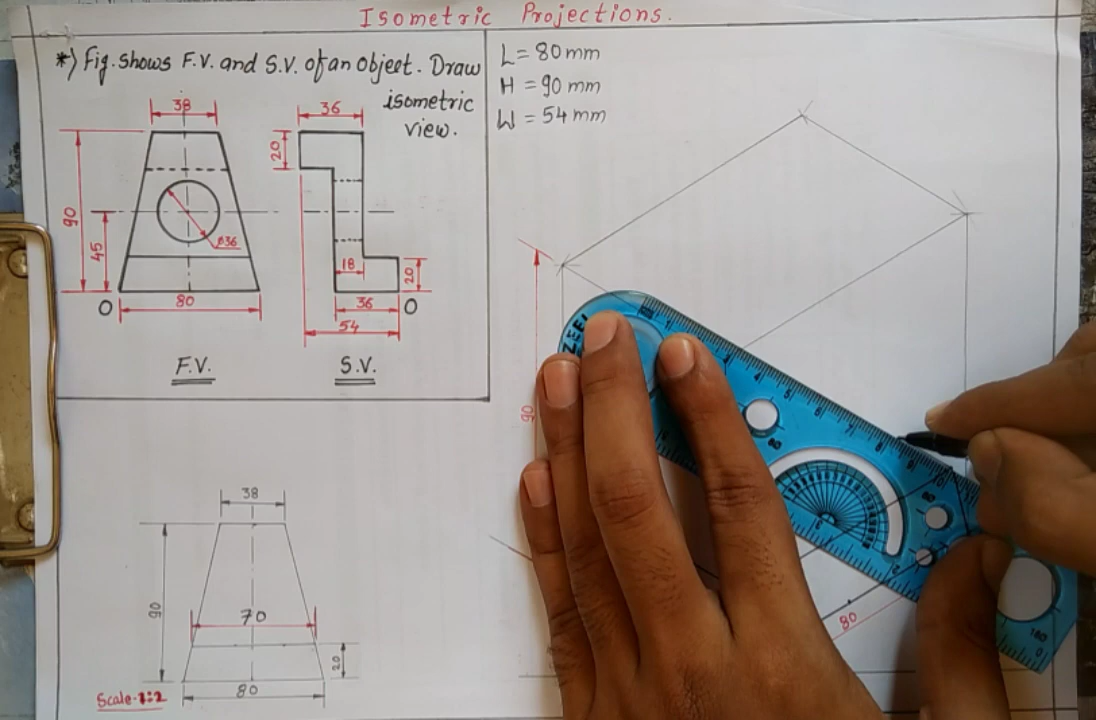 Isometric Projections.
*) Fig. shows F.V. and S.V. of an object. Draw
isometric
view.
L = 80 mm
H = 90 mm
W = 54 mm
38
36
20
90
45
ø36
18
20
O
80
36
O
54
F.V.
S.V.
90
80
38
90
70
20
80
Scale-1:2